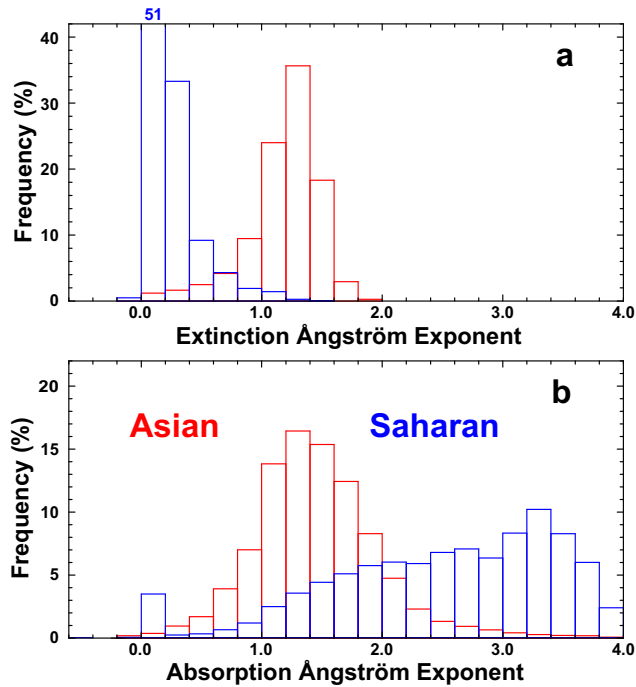 51
a
40
30
20
10
0
Frequency (%)
0.0 1.0 2.0 3.0 4.0
Extinction Ångström Exponent
b
Asian Saharan
20
15
10
5
0
Frequency (%)
0.0 1.0 2.0 3.0 4.0
Absorption Ångström Exponent